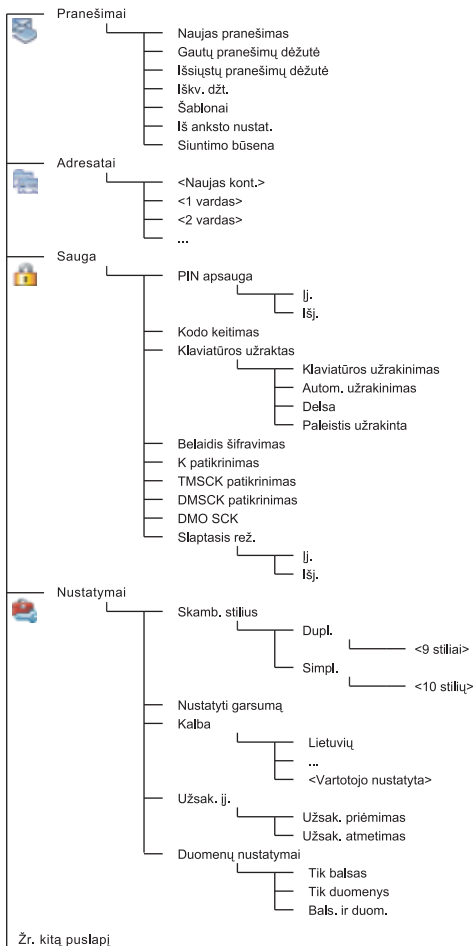 Pranešimai
Naujas pranešimas
Gautų pranešimų dėžutė
Išsiųstų pranešimų dėžutė
Iškv. džt.
Šablonai
Iš anksto nustat.
Siuntimo būsena
Adresatai
<Naujas kont.>
<1 vardas>
<2 vardas>
...
Sauga
PIN apsauga
Įj.
Išj.
Kodo keitimas
Klaviatūros užraktas
Klaviatūros užrakinimas
Autom. užrakinimas
Delsa
Paleistis užrakinta
Belaidis šifravimas
K patikrinimas
TMSCK patikrinimas
DMSCK patikrinimas
DMO SCK
Slaptasis rež.
Įj.
Išj.
Nustatymai
Skamb. stilius
Dupl.
<9 stiliai>
Simpl.
<10 stilių>
Nustatyti garsumą
Kalba
Lietuvių
...
<Vartotojo nustatyta>
Užsak. įj.
Užsak. priėmimas
Užsak. atmetimas
Duomenų nustatymai
Tik balsas
Tik duomenys
Bals. ir duom.
Žr. kitą puslapį